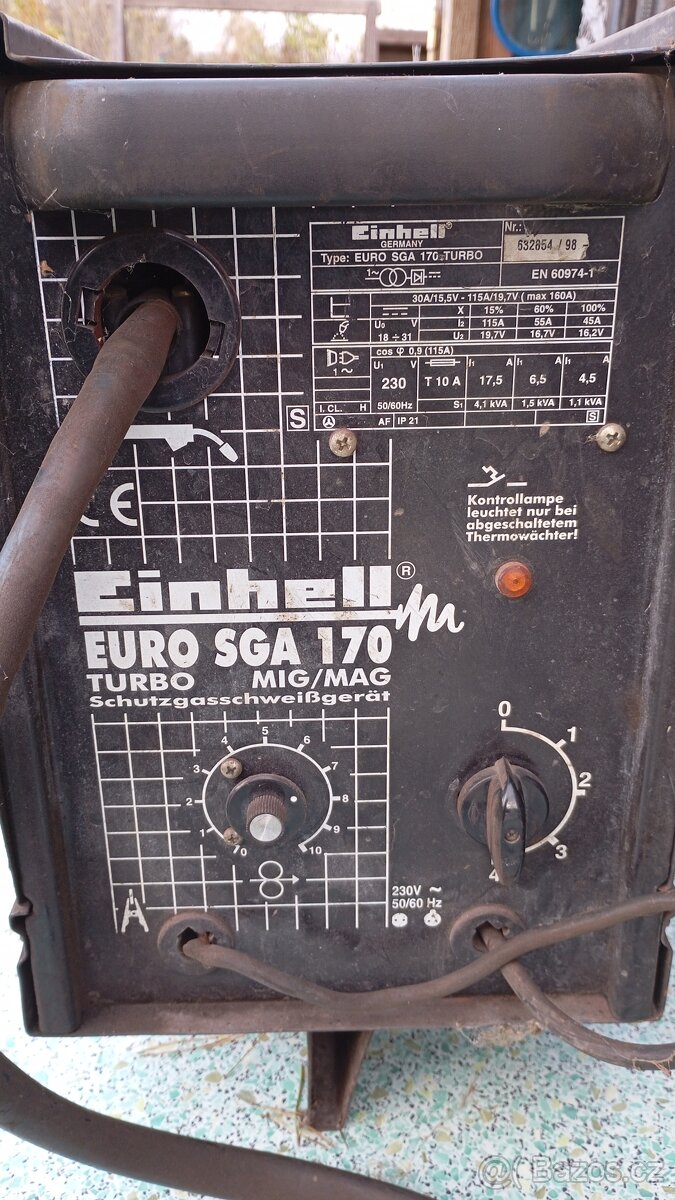 Einhell®
GERMANY
Type: EURO SGA 170 TURBO
Nr.:
632854 / 98 -
1~
EN 60974-1
30A/15,5V - 115A/19,7V ( max 160A)
X 15% 60% 100%
U₀ V I₂ 115A 55A 45A
18 ÷ 31 U₂ 19,7V 16,7V 16,2V
cos φ 0,9 (115A)
1~
U₁ V I₁ A I₁ A I₁ A
230 T 10 A 17,5 6,5 4,5
I. CL. H 50/60Hz S₁ 4,1 kVA 1,5 kVA 1,1 kVA
AF IP 21 S
S
CE
Kontrollampe
leuchtet nur bei
abgeschaltetem
Thermowächter!
Einhell®
EURO SGA 170
TURBO MIG/MAG
Schutzgasschweißgerät
0 1 2 3 4 5 6 7 8 9 10
0 1 2 3 4
230V ~
50/60 Hz
© Bazos.cz